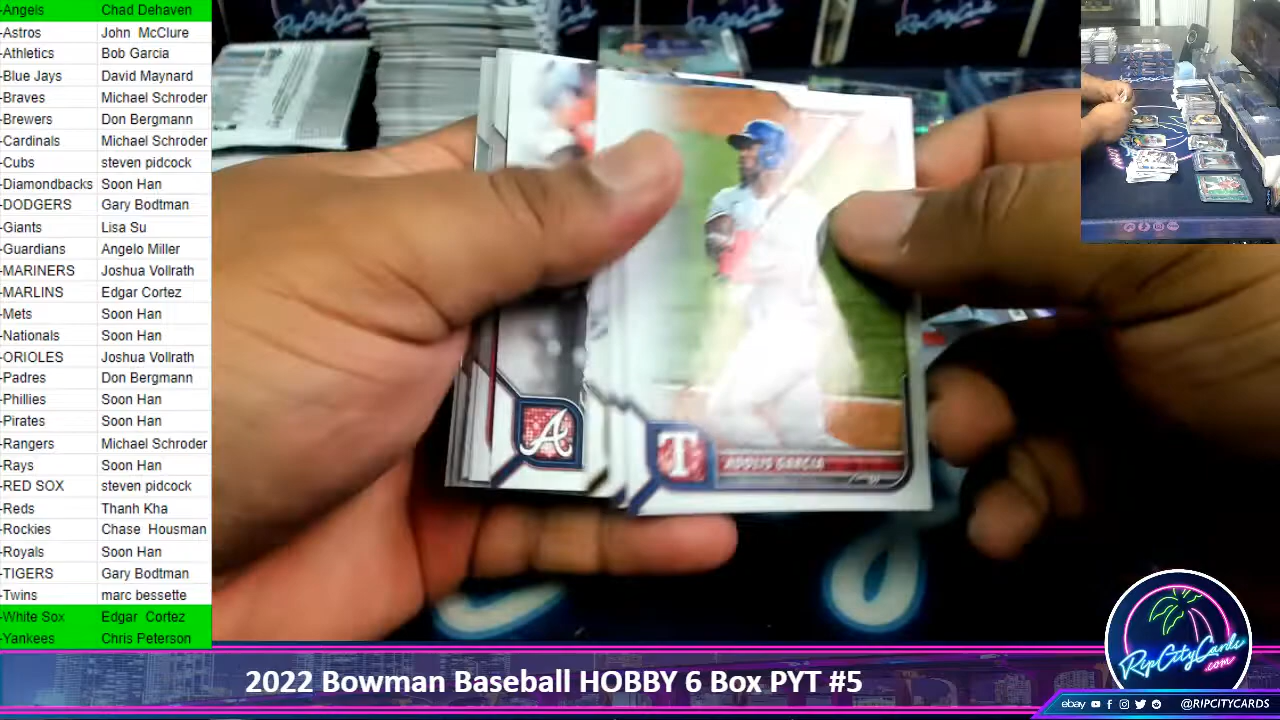 -Angels Chad Dehaven
-Astros John McClure
-Athletics Bob Garcia
-Blue Jays David Maynard
-Braves Michael Schroder
-Brewers Don Bergmann
-Cardinals Michael Schroder
-Cubs steven pidcock
-Diamondbacks Soon Han
-DODGERS Gary Bodtman
-Giants Lisa Su
-Guardians Angelo Miller
-MARINERS Joshua Vollrath
-MARLINS Edgar Cortez
-Mets Soon Han
-Nationals Soon Han
-ORIOLES Joshua Vollrath
-Padres Don Bergmann
-Phillies Soon Han
-Pirates Soon Han
-Rangers Michael Schroder
-Rays Soon Han
-RED SOX steven pidcock
-Reds Thanh Kha
-Rockies Chase Housman
-Royals Soon Han
-TIGERS Gary Bodtman
-Twins marc bessette
-White Sox Edgar Cortez
-Yankees Chris Peterson
A
T
ADOLIS GARCIA
RipCityCards
.com
2022 Bowman Baseball HOBBY 6 Box PYT #5
ebay @RIPCITYCARDS